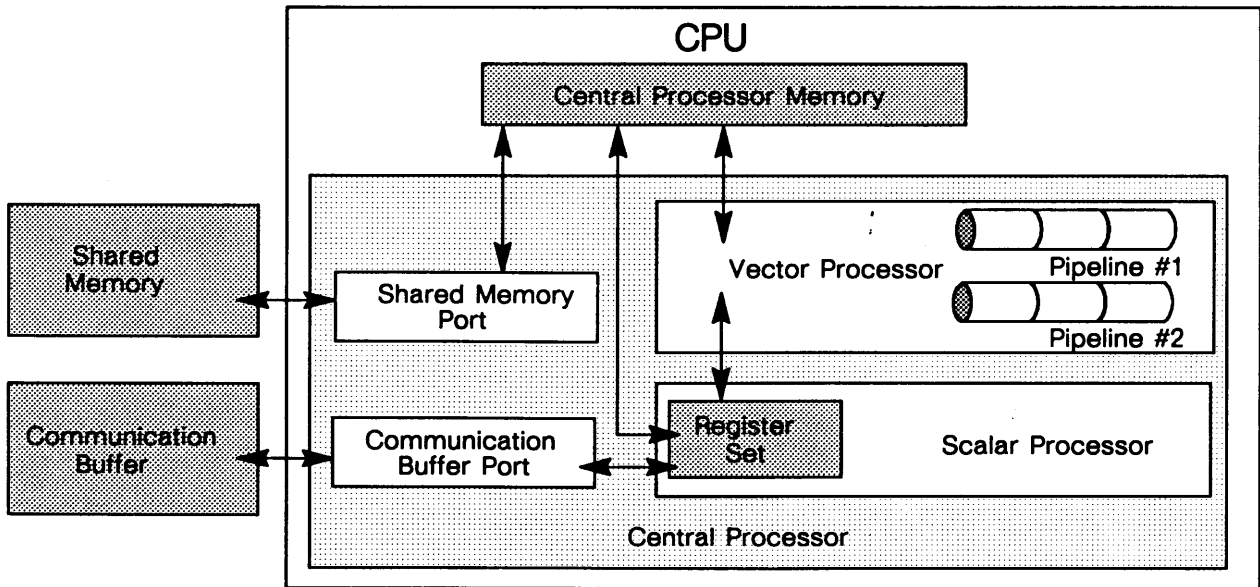 CPU
Central Processor Memory
Shared
Memory
Shared Memory
Port
Vector Processor
Pipeline #1
Pipeline #2
Communication
Buffer
Communication
Buffer Port
Register
Set
Scalar Processor
Central Processor